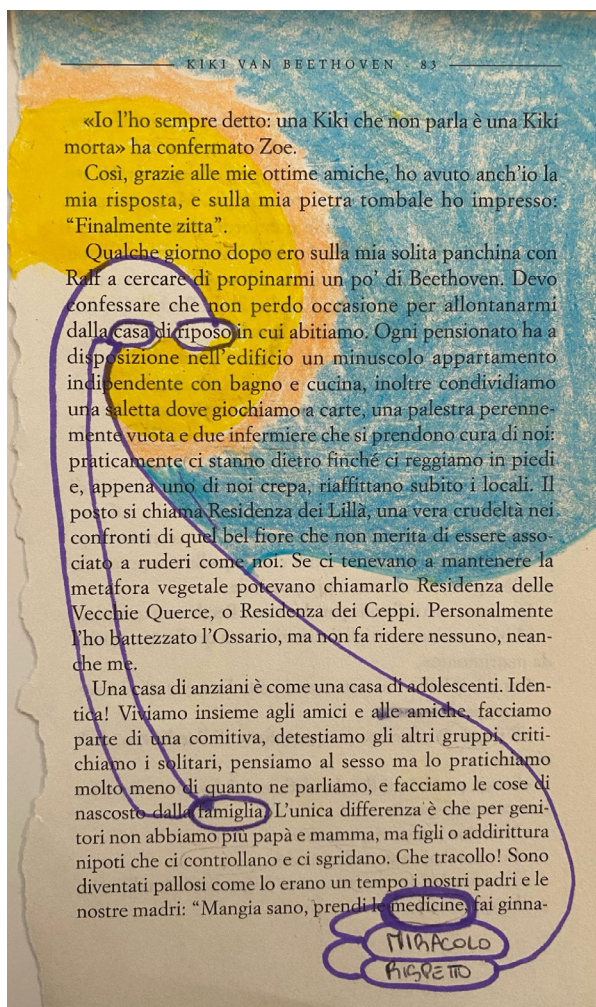 KIKI VAN BEETHOVEN · 83
«Io l'ho sempre detto: una Kiki che non parla è una Kiki
morta» ha confermato Zoe.
Così, grazie alle mie ottime amiche, ho avuto anch'io la
mia risposta, e sulla mia pietra tombale ho impresso:
"Finalmente zitta".
Qualche giorno dopo ero sulla mia solita panchina con
Ralf a cercare di propinarmi un po' di Beethoven. Devo
confessare che non perdo occasione per allontanarmi
dalla casa di riposo in cui abitiamo. Ogni pensionato ha a
disposizione nell'edificio un minuscolo appartamento
indipendente con bagno e cucina, inoltre condividiamo
una saletta dove giochiamo a carte, una palestra perenne-
mente vuota e due infermiere che si prendono cura di noi:
praticamente ci stanno dietro finché ci reggiamo in piedi
e, appena uno di noi crepa, riaffittano subito i locali. Il
posto si chiama Residenza dei Lillà, una vera crudeltà nei
confronti di quel bel fiore che non merita di essere asso-
ciato a ruderi come noi. Se ci tenevano a mantenere la
metafora vegetale potevano chiamarlo Residenza delle
Vecchie Querce, o Residenza dei Ceppi. Personalmente
l'ho battezzato l'Ossario, ma non fa ridere nessuno, nean-
che me.
Una casa di anziani è come una casa di adolescenti. Iden-
tica! Viviamo insieme agli amici e alle amiche, facciamo
parte di una comitiva, detestiamo gli altri gruppi, criti-
chiamo i solitari, pensiamo al sesso ma lo pratichiamo
molto meno di quanto ne parliamo, e facciamo le cose di
nascosto dalla famiglia. L'unica differenza è che per geni-
tori non abbiamo più papà e mamma, ma figli o addirittura
nipoti che ci controllano e ci sgridano. Che tracollo! Sono
diventati pallosi come lo erano un tempo i nostri padri e le
nostre madri: "Mangia sano, prendi le medicine, fai ginna-
MIRACOLO
RISPETTO